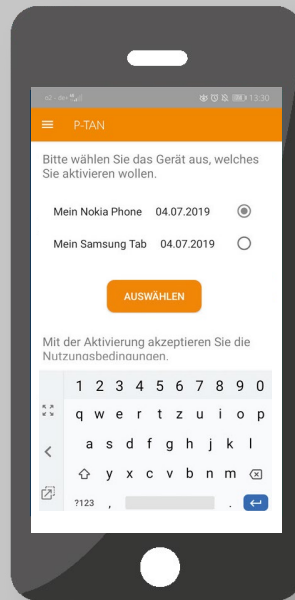 13:30
P-TAN
Bitte wählen Sie das Gerät aus, welches
Sie aktivieren wollen.
Mein Nokia Phone 04.07.2019
Mein Samsung Tab 04.07.2019
AUSWÄHLEN
Mit der Aktivierung akzeptieren Sie die
Nutzungsbedingungen.
1 2 3 4 5 6 7 8 9 0
q w e r t z u i o p
a s d f g h j k l
y x c v b n m
?123 , .